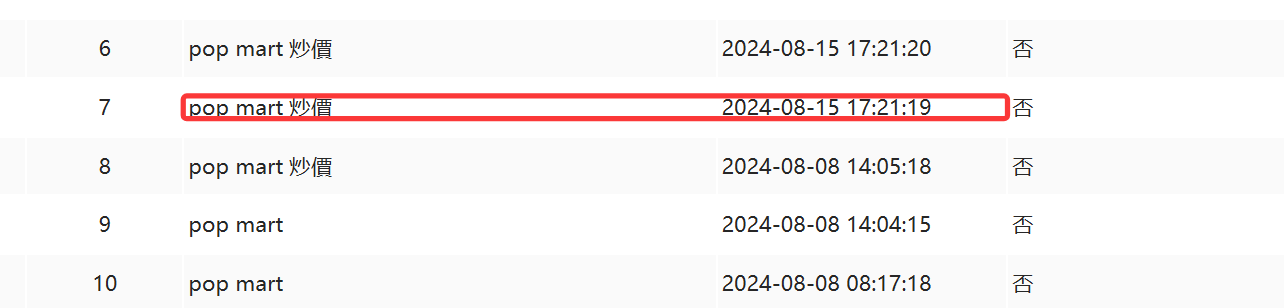 6 pop mart 炒價 2024-08-15 17:21:20 否
7 pop mart 炒價 2024-08-15 17:21:19 否
8 pop mart 炒價 2024-08-08 14:05:18 否
9 pop mart 2024-08-08 14:04:15 否
10 pop mart 2024-08-08 08:17:18 否